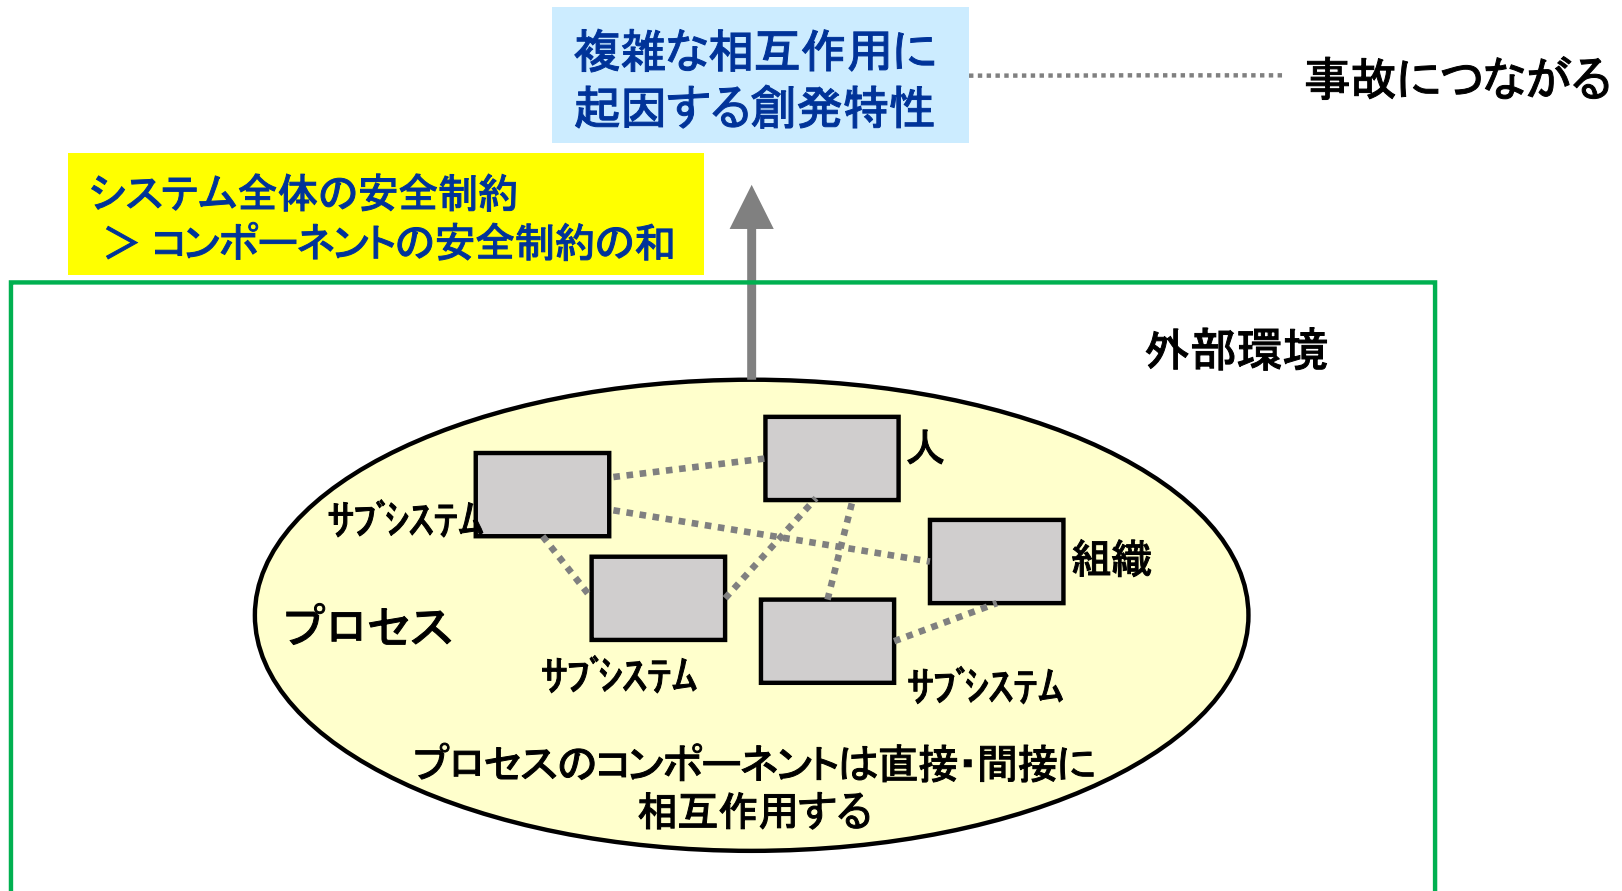 複雑な相互作用に
起因する創発特性
事故につながる
システム全体の安全制約
＞コンポーネントの安全制約の和
外部環境
人
サブシステム
組織
プロセス
サブシステム
サブシステム
プロセスのコンポーネントは直接・間接に
相互作用する